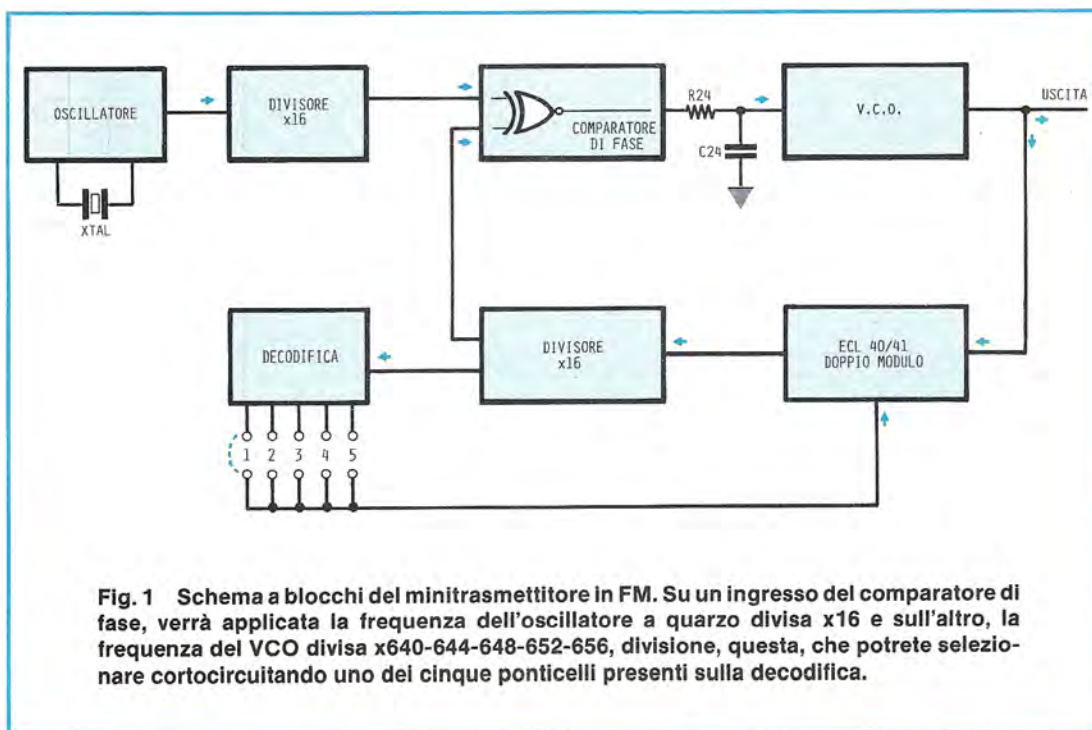 OSCILLATORE
XTAL
DIVISORE
x16
COMPARATORE
DI FASE
R24
C24
V.C.O.
USCITA
DECODIFICA
1 2 3 4 5
DIVISORE
x16
ECL 40/41
DOPPIO MODULO
Fig. 1 Schema a blocchi del minitrasmettitore in FM. Su un ingresso del comparatore di
fase, verrà applicata la frequenza dell'oscillatore a quarzo divisa x16 e sull'altro, la
frequenza del VCO divisa x640-644-648-652-656, divisione, questa, che potrete selezio-
nare cortocircuitando uno dei cinque ponticelli presenti sulla decodifica.